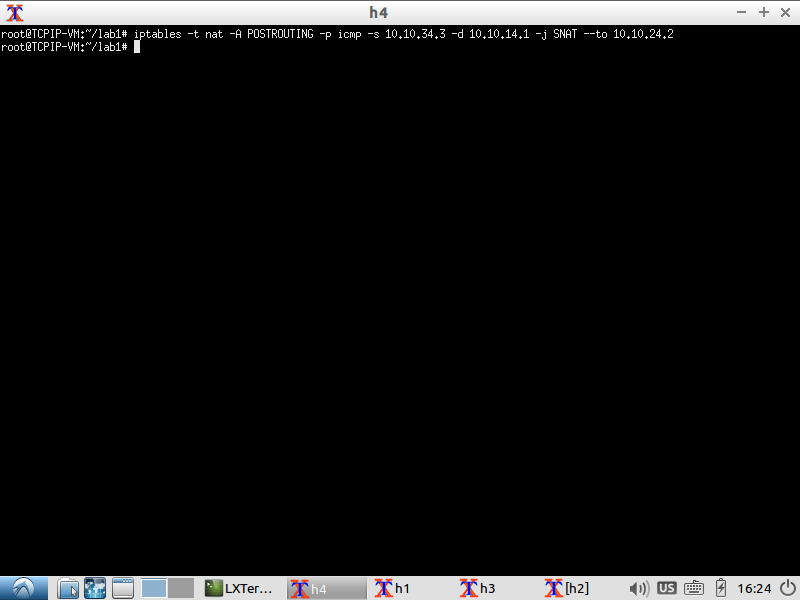 h4
root@TCPIP-VM:~/lab1# iptables -t nat -A POSTROUTING -p icmp -s 10.10.34.3 -d 10.10.14.1 -j SNAT --to 10.10.24.2
root@TCPIP-VM:~/lab1#
LXTer... h4 h1 h3 [h2] US 16:24